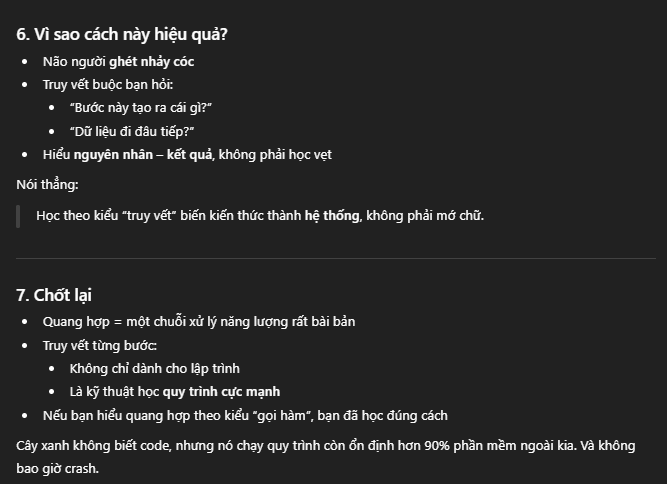 6. Vì sao cách này hiệu quả?
• Não người ghét nhảy cóc
• Truy vết buộc bạn hỏi:
• "Bước này tạo ra cái gì?"
• "Dữ liệu đi đâu tiếp?"
• Hiểu nguyên nhân – kết quả, không phải học vẹt
Nói thẳng:
Học theo kiểu "truy vết" biến kiến thức thành hệ thống, không phải mớ chữ.
7. Chốt lại
• Quang hợp = một chuỗi xử lý năng lượng rất bài bản
• Truy vết từng bước:
• Không chỉ dành cho lập trình
• Là kỹ thuật học quy trình cực mạnh
• Nếu bạn hiểu quang hợp theo kiểu "gọi hàm", bạn đã học đúng cách
Cây xanh không biết code, nhưng nó chạy quy trình còn ổn định hơn 90% phần mềm ngoài kia. Và không
bao giờ crash.